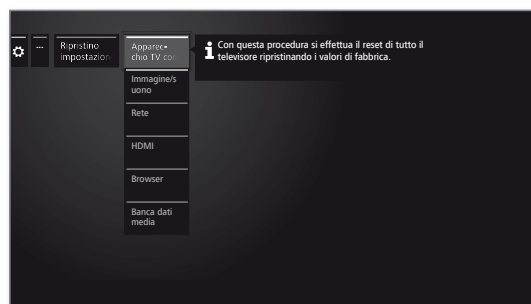 ...
Ripristino
impostazion
Apparec•
chio TV co
Con questa procedura si effettua il reset di tutto il
televisore ripristinando i valori di fabbrica.
Immagine/s
uono
Rete
HDMI
Browser
Banca dati
media